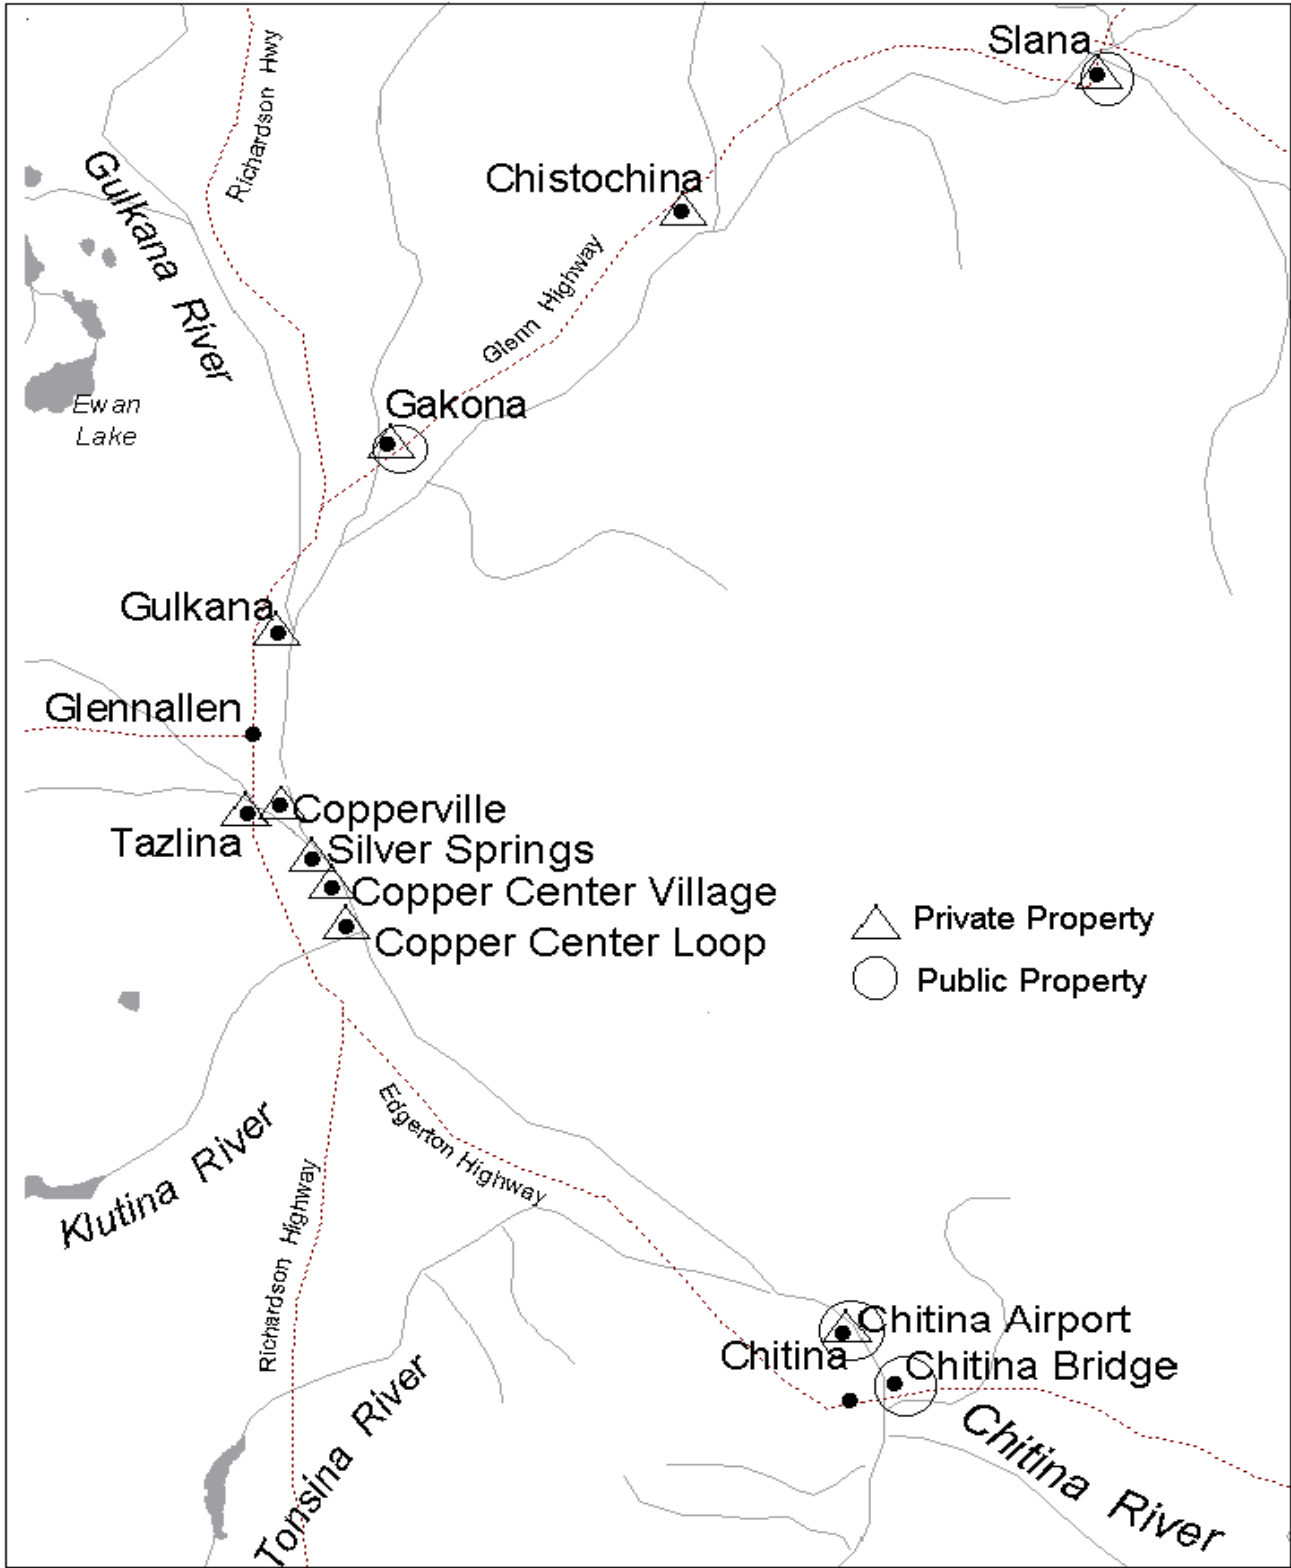 Slana
Richardson Hwy
Gulkana River
Chistochina
Glenn Highway
Ewan
Lake
Gakona
Gulkana
Glennallen
Copperville
Tazlina
Silver Springs
Copper Center Village
Private Property
Copper Center Loop
Public Property
Edgerton Highway
Klutina River
Richardson Highway
Chitina Airport
Chitina
Chitina Bridge
Tonsina River
Chitina River